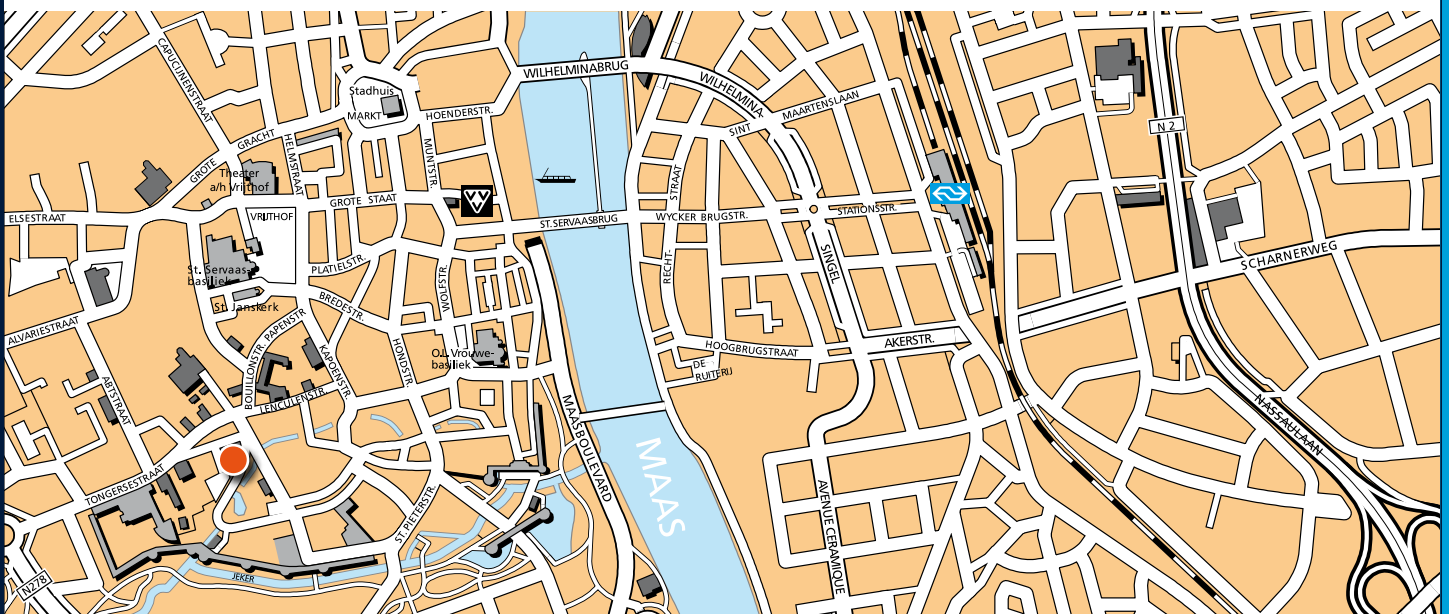 CAPUCIJNENSTRAAT
Stadhuis
MARKT
HOENDERSTR.
WILHELMINABRUG
WILHELMINA
SINT
MAARTENSLAAN
N 2
GROTE
GRACHT
HELMSTRAAT
MUNTSTR.
Theater
a/h Vrijthof
ELSESTRAAT
VRIJTHOF
GROTE STAAT
ST.SERVAASBRUG
WYCKER BRUGSTR.
STRAAT
RECHT-
STATIONSSTR.
SINGEL
SCHARNERWEG
St. Servaas-
basiliek
PLATIELSTR.
WOLFSTR.
St. Janskerk
BREDESTR.
ALVARIESTRAAT
PAPENSTR
BOUILLONSTR.
KAPOENSTR.
HONDSTR.
O.L.Vrouwe-
basiliek
HOOGBRUGSTRAAT
AKERSTR.
DE
RUITERIJ
ABTSTRAAT
LENCULENSTR.
MAASBOULEVARD
NASSAULAAN
MAAS
TONGERSESTRAAT
ST. PIETERSTR.
AVENUE CERAMIQUE
JEKER
N278